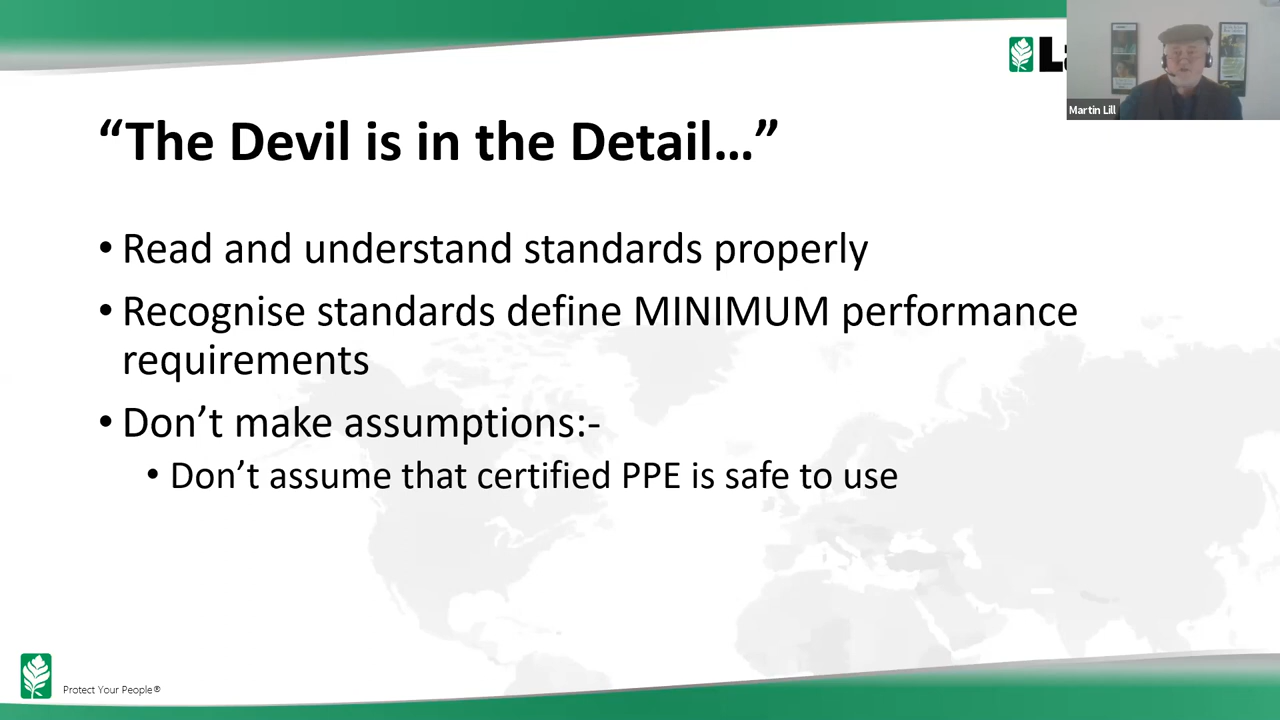 Martin Lill
“The Devil is in the Detail…”
• Read and understand standards properly
• Recognise standards define MINIMUM performance
requirements
• Don’t make assumptions:-
• Don’t assume that certified PPE is safe to use
Protect Your People®